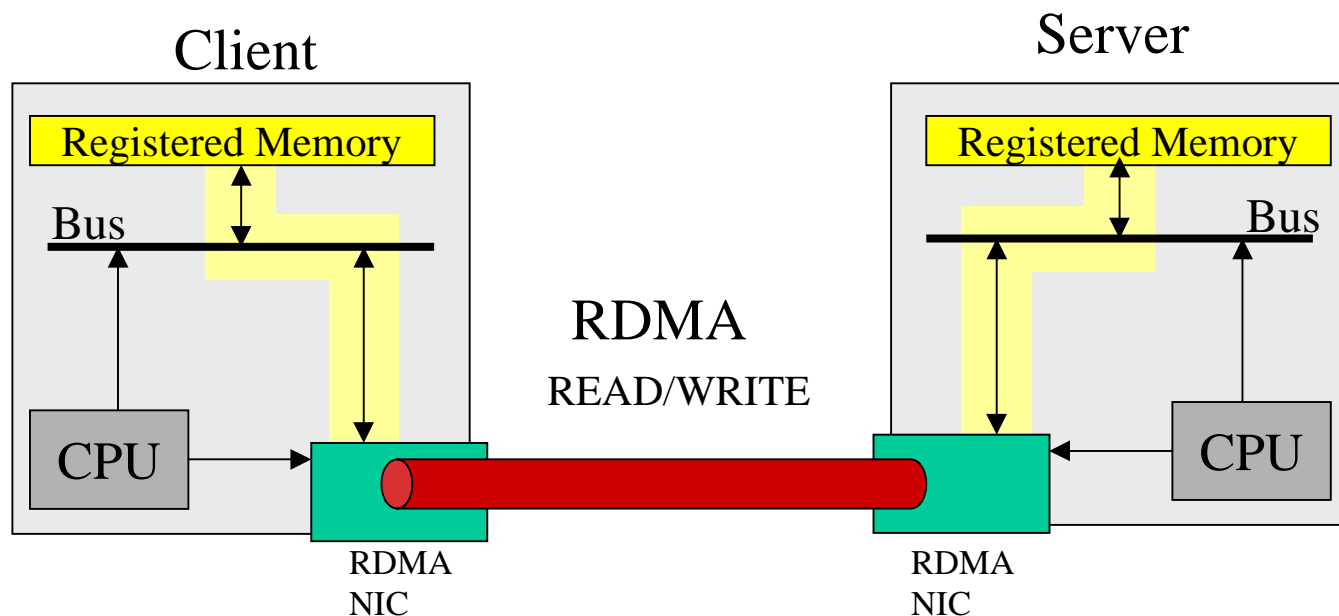 Client
Server
Registered Memory
Registered Memory
Bus
Bus
RDMA
READ/WRITE
CPU
CPU
RDMA
NIC
RDMA
NIC